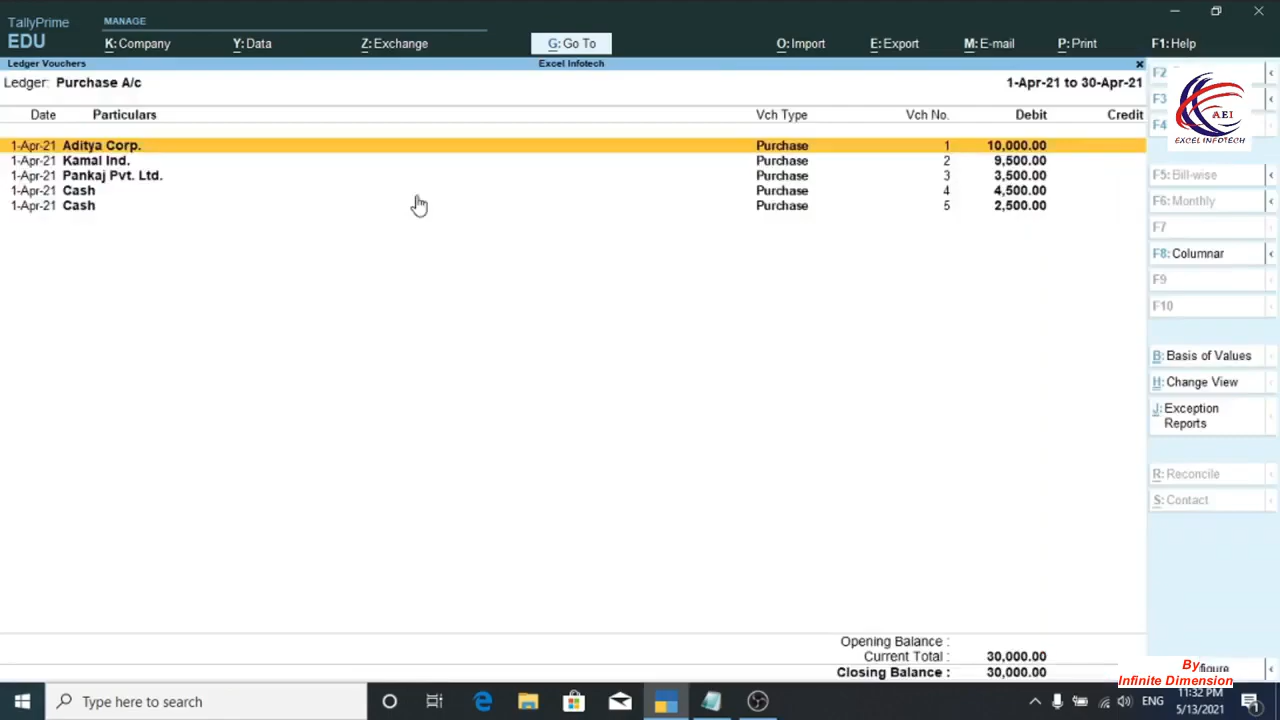 TallyPrime
EDU
MANAGE
K: Company
Y: Data
Z: Exchange
G: Go To
O: Import
E: Export
M: E-mail
P: Print
F1: Help
Ledger Vouchers
Excel Infotech
Ledger: Purchase A/c
1-Apr-21 to 30-Apr-21
Date Particulars Vch Type Vch No. Debit Credit
1-Apr-21 Aditya Corp. Purchase 1 10,000.00
1-Apr-21 Kamal Ind. Purchase 2 9,500.00
1-Apr-21 Pankaj Pvt. Ltd. Purchase 3 3,500.00
1-Apr-21 Cash Purchase 4 4,500.00
1-Apr-21 Cash Purchase 5 2,500.00
Opening Balance :
Current Total : 30,000.00
Closing Balance : 30,000.00
F2
F3
F4
AEI
EXCEL INFOTECH
F5: Bill-wise
F6: Monthly
F7
F8: Columnar
F9
F10
B: Basis of Values
H: Change View
J: Exception
Reports
R: Reconcile
S: Contact
By
Infinite Dimension
Type here to search
ENG
11:32 PM
5/13/2021
1